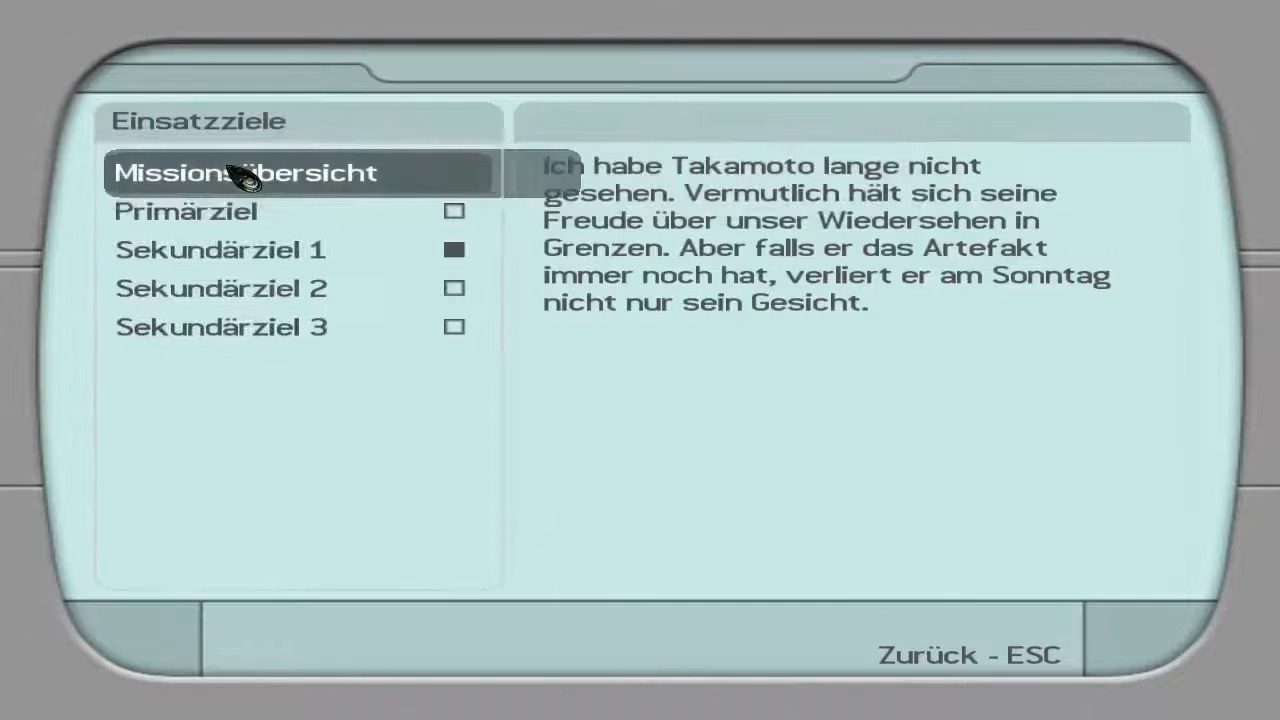 Einsatzziele
Missionsübersicht
Primärziel
Sekundärziel 1
Sekundärziel 2
Sekundärziel 3
Ich habe Takamoto lange nicht
gesehen. Vermutlich hält sich seine
Freude über unser Wiedersehen in
Grenzen. Aber falls er das Artefakt
immer noch hat, verliert er am Sonntag
nicht nur sein Gesicht.
Zurück - ESC